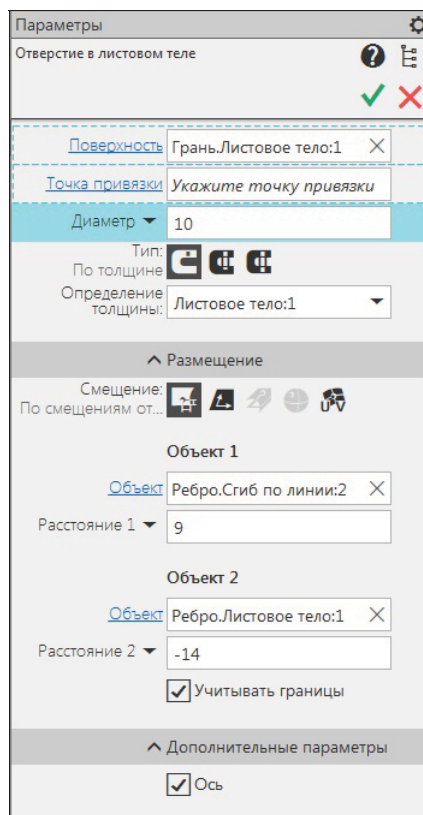 Параметры
Отверстие в листовом теле
Поверхность Грань.Листовое тело:1
Точка привязки Укажите точку привязки
Диаметр 10
Тип:
По толщине
Определение
толщины: Листовое тело:1
Размещение
Смещение:
По смещениям от...
Объект 1
Объект Ребро.Сгиб по линии:2
Расстояние 1 9
Объект 2
Объект Ребро.Листовое тело:1
Расстояние 2 -14
Учитывать границы
Дополнительные параметры
Ось